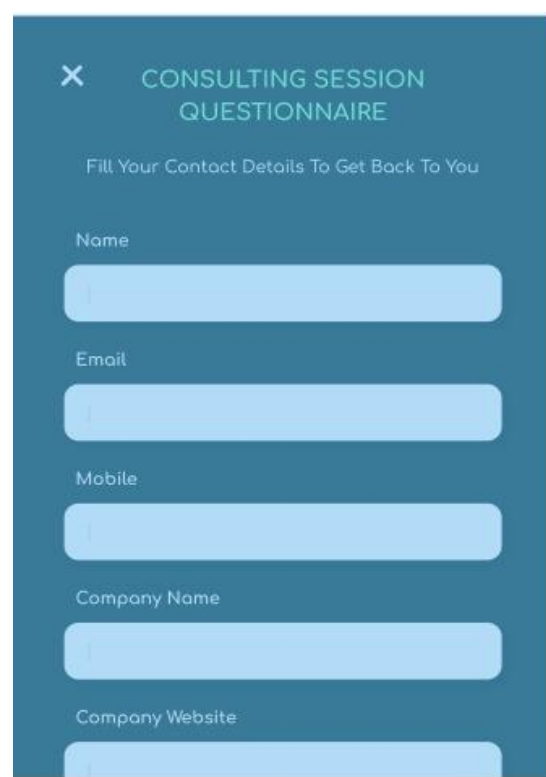 CONSULTING SESSION
QUESTIONNAIRE
Fill Your Contact Details To Get Back To You
Name
Email
Mobile
Company Name
Company Website